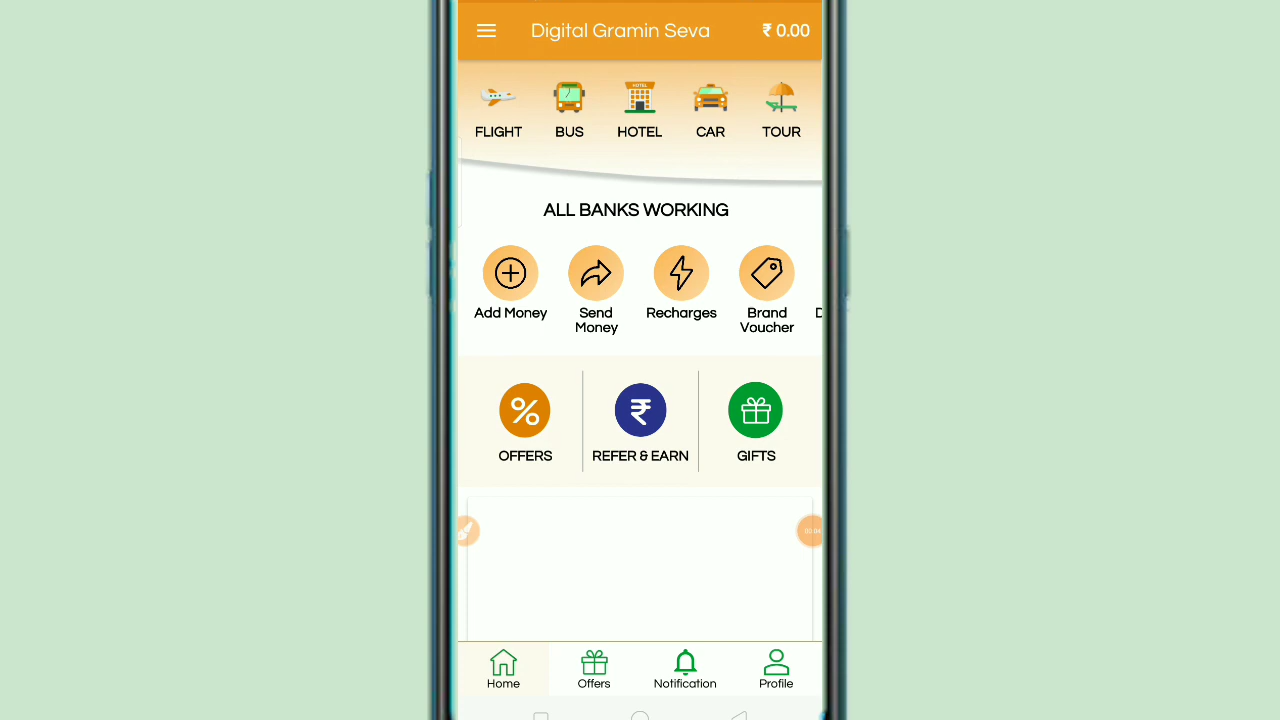 Digital Gramin Seva
₹ 0.00
HOTEL
FLIGHT
BUS
HOTEL
CAR
TOUR
ALL BANKS WORKING
Add Money
Send
Money
Recharges
Brand
Voucher
OFFERS
REFER & EARN
GIFTS
Home
Offers
Notification
Profile